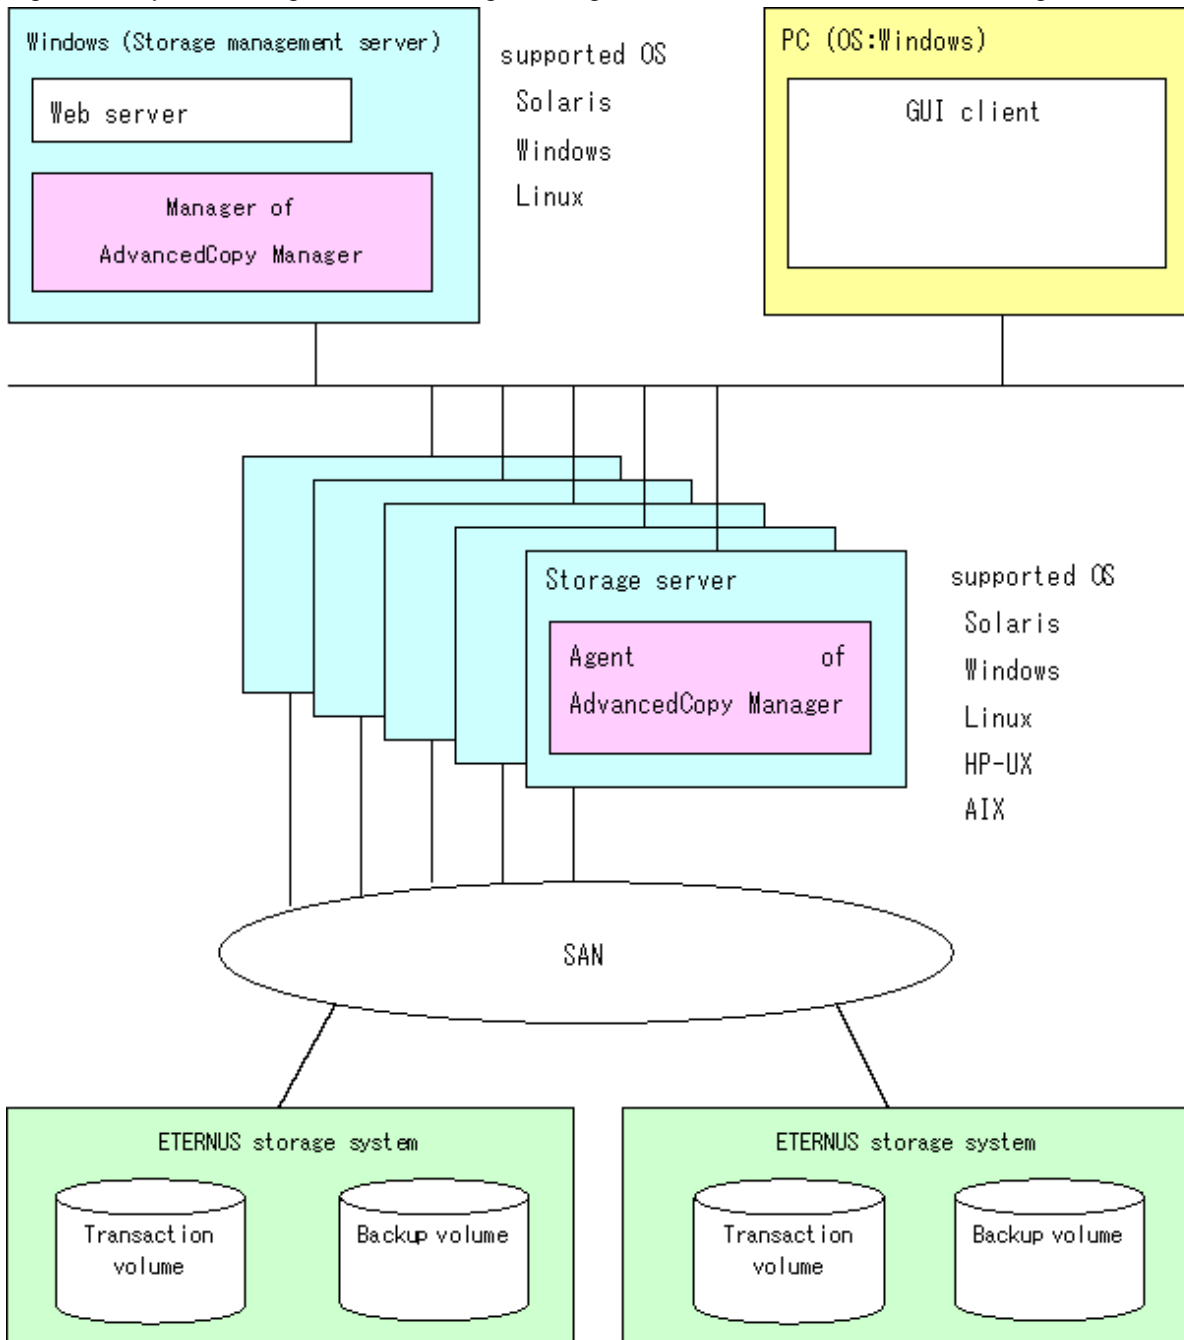 Windows (Storage management server)
Web server
Manager of
AdvancedCopy Manager
supported OS
Solaris
Windows
Linux
PC (OS:Windows)
GUI client
Storage server
Agent of
AdvancedCopy Manager
supported OS
Solaris
Windows
Linux
HP-UX
AIX
SAN
ETERNUS storage system
Transaction
volume
Backup volume
ETERNUS storage system
Transaction
volume
Backup volume